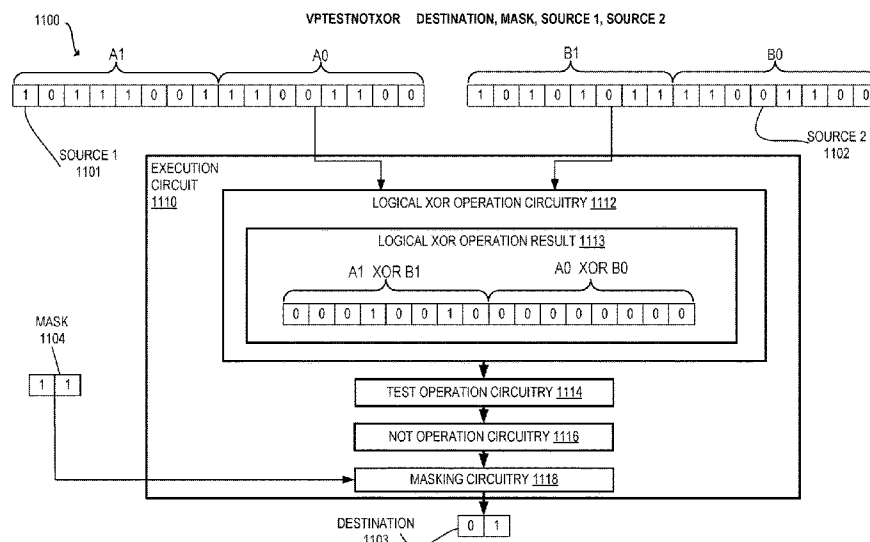 VPTESTNOTXOR DESTINATION, MASK, SOURCE 1, SOURCE 2
1100
A1 A0 B1 B0
1 0 1 1 1 0 0 1 1 1 0 0 1 1 0 0
1 0 1 0 1 0 1 1 1 1 0 0 1 1 0 0
SOURCE 1
1101
SOURCE 2
1102
EXECUTION
CIRCUIT
1110
LOGICAL XOR OPERATION CIRCUITRY 1112
LOGICAL XOR OPERATION RESULT 1113
A1 XOR B1 A0 XOR B0
0 0 0 1 0 0 1 0 0 0 0 0 0 0 0 0
MASK
1104
1 1
TEST OPERATION CIRCUITRY 1114
NOT OPERATION CIRCUITRY 1116
MASKING CIRCUITRY 1118
DESTINATION
1103
0 1